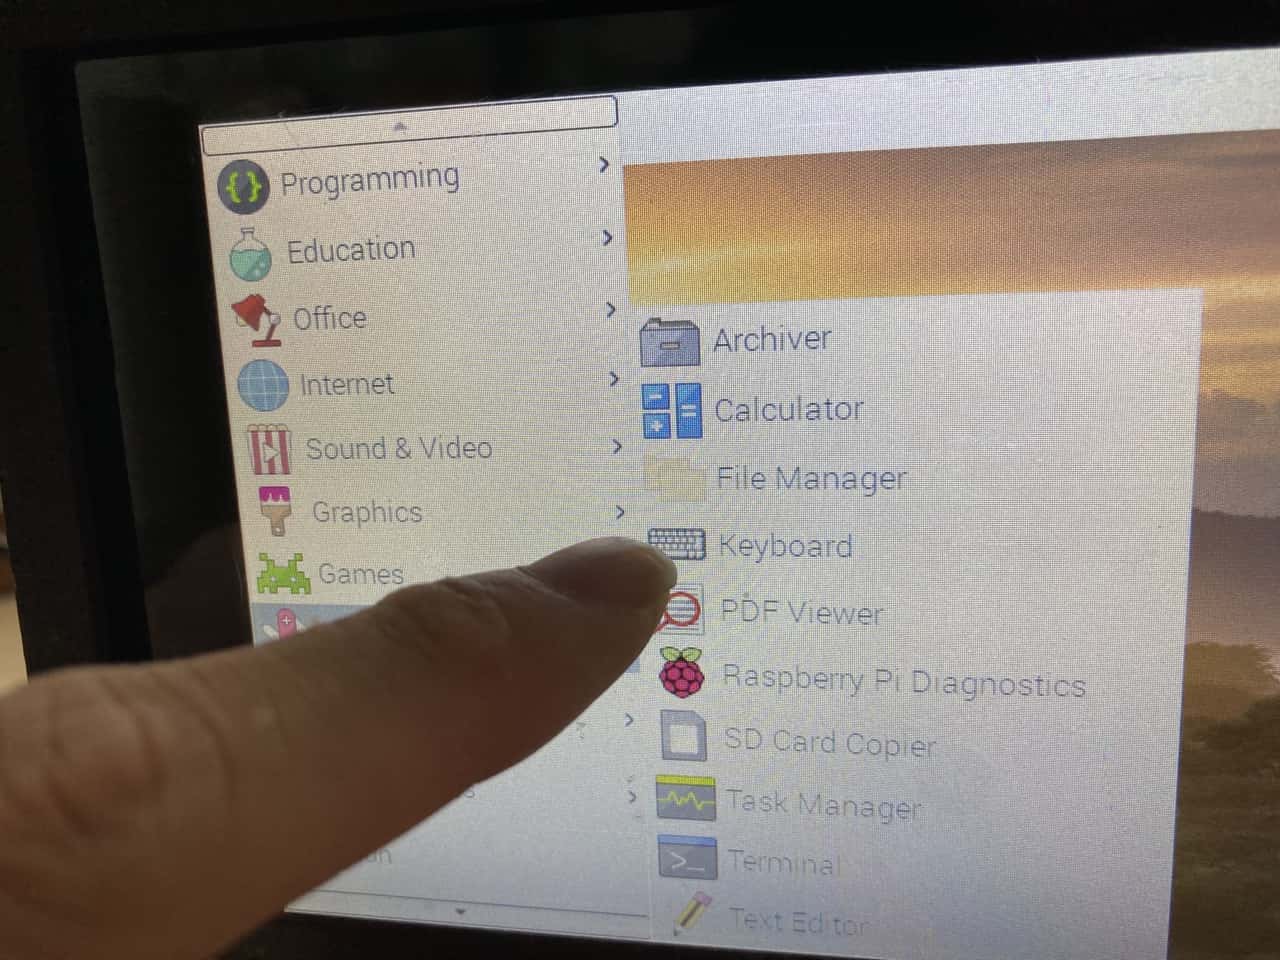 Programming
Education
Office
Internet
Sound & Video
Graphics
Games
Archiver
Calculator
File Manager
Keyboard
PDF Viewer
Raspberry Pi Diagnostics
SD Card Copier
Task Manager
Terminal
Text Editor